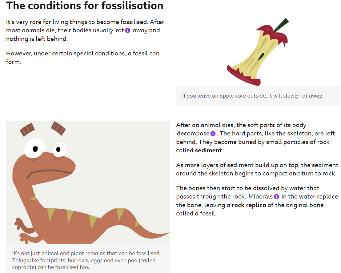 The conditions for fossilisation
It's very rare for living things to become fossilised. After
most animals die, their bodies usually rot away and
nothing is left behind.
However, under certain special conditions, a fossil can
form.
If you leave an apple core outside, it will slowly rot away.
After an animal dies, the soft parts of its body
decompose. The hard parts, like the skeleton, are left
behind. They become buried by small particles of rock
called sediment.
As more layers of sediment build up on top, the sediment
around the skeleton begins to compact and turn to rock.
The bones then start to be dissolved by water that
passes through the rock. Minerals in the water replace
the bone, leaving a rock replica of the original bone
called a fossil.
It's not just animal and plant remains that can be fossilised.
Things like footprints, burrows, eggs and even poo (called
coprolite) can be fossilised too.